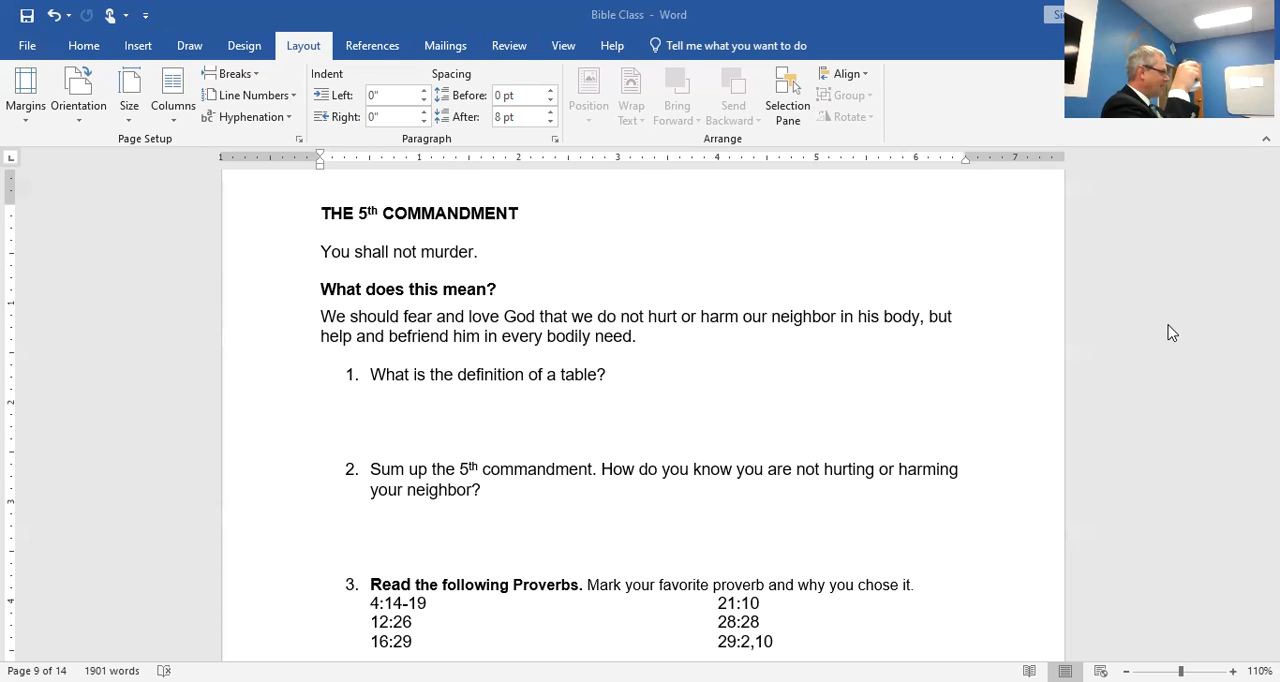 Bible Class - Word
File Home Insert Draw Design Layout References Mailings Review View Help Tell me what you want to do
Margins Orientation Size Columns
Breaks
Line Numbers
Hyphenation
Page Setup
Indent
Left: 0"
Right: 0"
Spacing
Before: 0 pt
After: 8 pt
Paragraph
Position
Wrap Text
Bring Forward
Send Backward
Selection Pane
Align
Group
Rotate
Arrange
1 1 2 3 4 5 6 7
THE 5th COMMANDMENT
You shall not murder.
What does this mean?
We should fear and love God that we do not hurt or harm our neighbor in his body, but
help and befriend him in every bodily need.
1. What is the definition of a table?
2. Sum up the 5th commandment. How do you know you are not hurting or harming
your neighbor?
3. Read the following Proverbs. Mark your favorite proverb and why you chose it.
4:14-19 21:10
12:26 28:28
16:29 29:2,10
Page 9 of 14 1901 words 110%